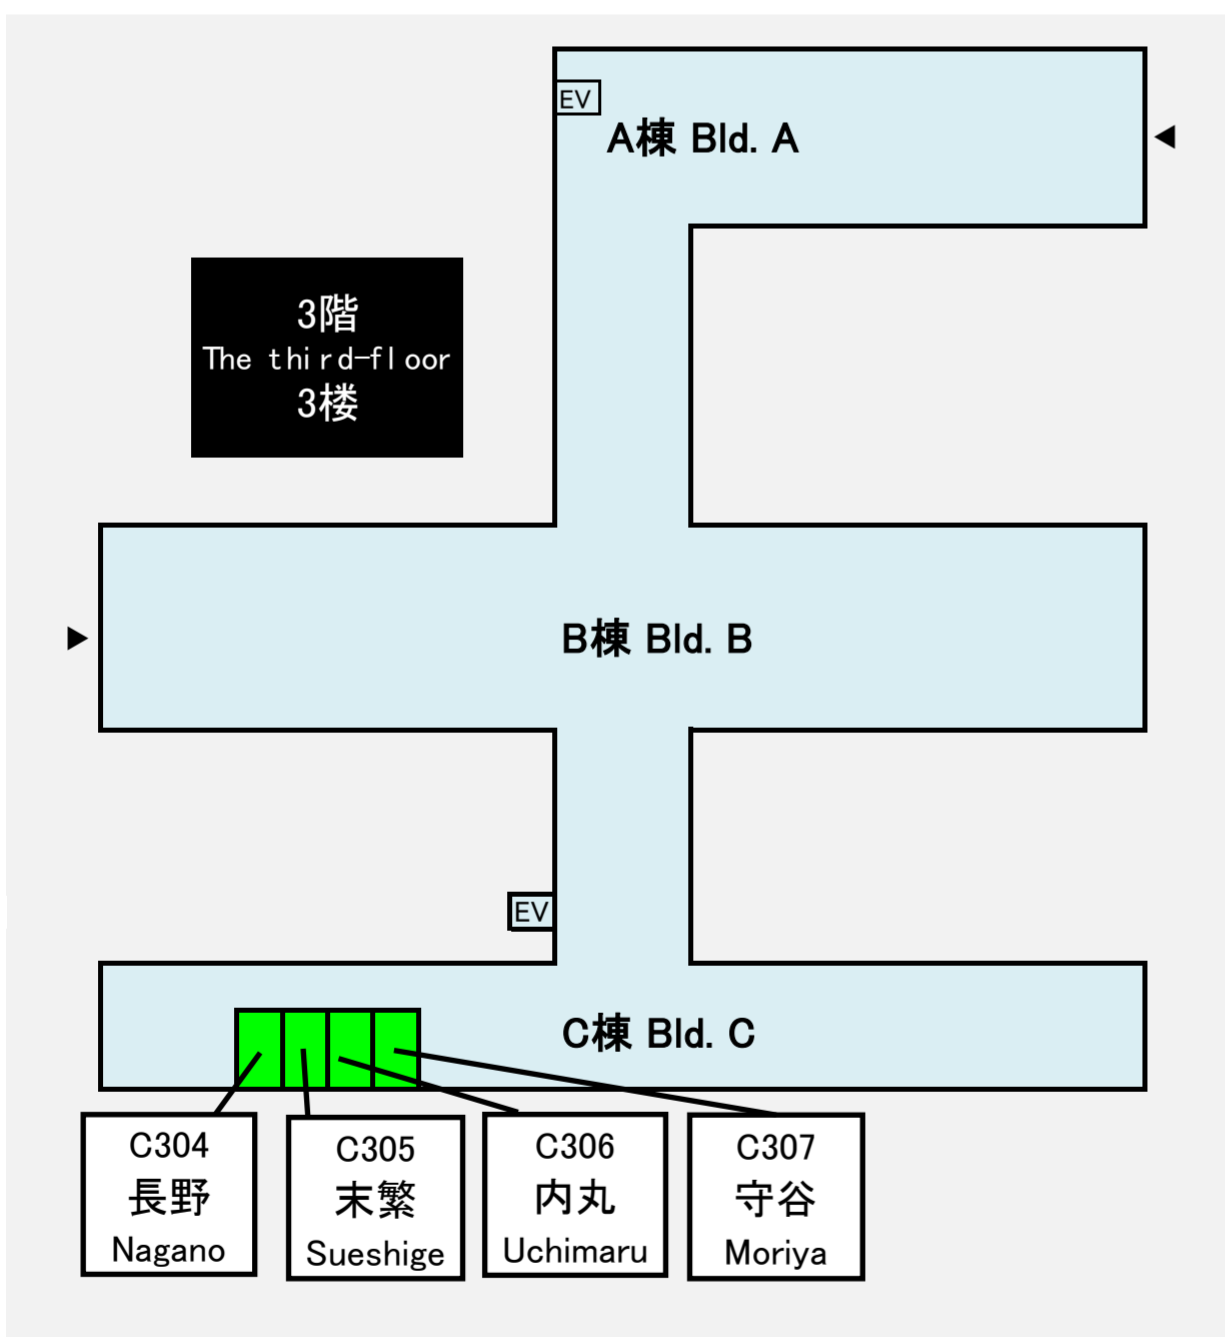 EV
A棟 Bld. A
3階
The third-floor
3楼
B棟 Bld. B
EV
C棟 Bld. C
C304
長野
Nagano
C305
末繁
Sueshige
C306
内丸
Uchimaru
C307
守谷
Moriya